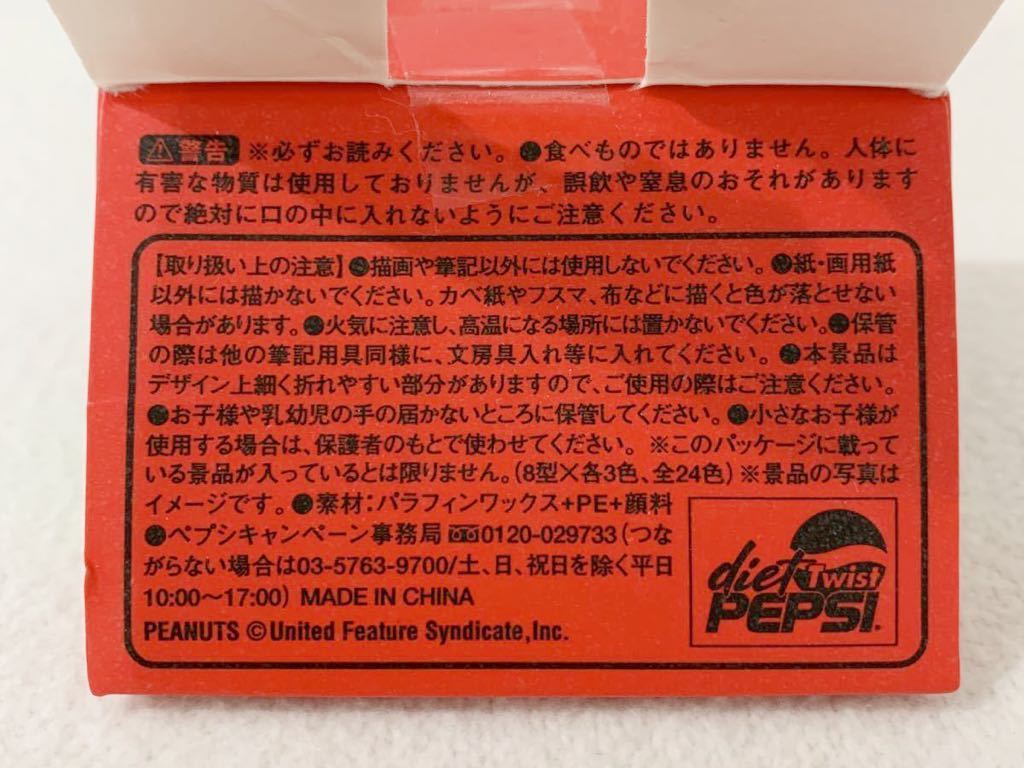 ⚠警告 ※必ずお読みください。●食べものではありません。人体に
有害な物質は使用しておりませんが、誤飲や窒息のおそれがあります
ので絶対に口の中に入れないようにご注意ください。
【取り扱い上の注意】●描画や筆記以外には使用しないでください。●紙・画用紙
以外には描かないでください。カベ紙やフスマ、布などに描くと色が落とせない
場合があります。●火気に注意し、高温になる場所には置かないでください。●保管
の際は他の筆記用具同様に、文房具入れ等に入れてください。●本景品は
デザイン上細く折れやすい部分がありますので、ご使用の際はご注意ください。
●お子様や乳幼児の手の届かないところに保管してください。●小さなお子様が
使用する場合は、保護者のもとで使わせてください。※このパッケージに載って
いる景品が入っているとは限りません。(8型×各3色、全24色)※景品の写真は
イメージです。●素材:パラフィンワックス+PE+顔料
●ペプシキャンペーン事務局 0120-029733(つな
がらない場合は03-5763-9700/土、日、祝日を除く平日
10:00〜17:00) MADE IN CHINA
PEANUTS ©United Feature Syndicate,Inc.
diet Twist
PEPSI